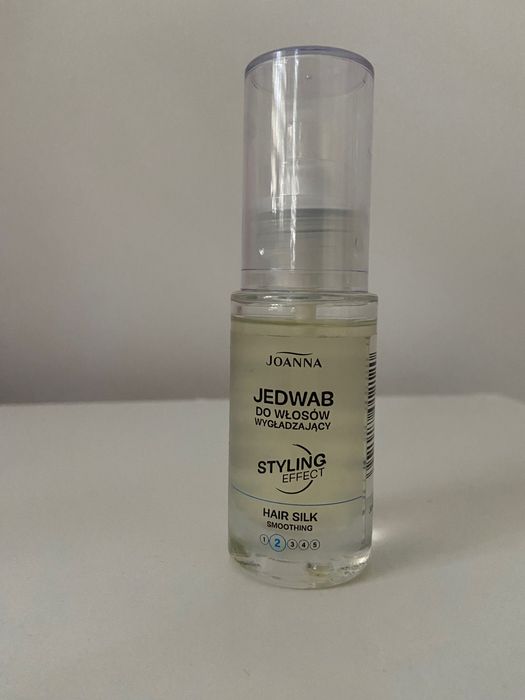 JOANNA
JEDWAB
DO WŁOSÓW
WYGŁADZAJĄCY
STYLING
EFFECT
HAIR SILK
SMOOTHING
1 2 3 4 5